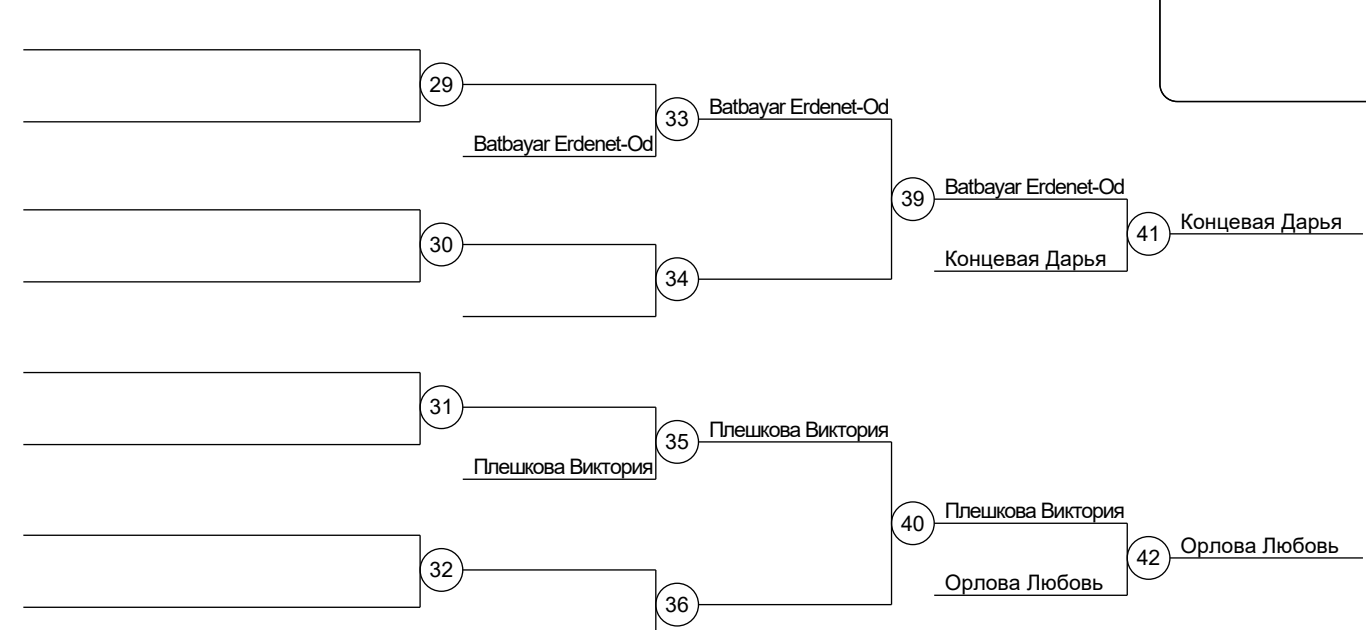 29
33
Batbayar Erdenet-Od
Batbayar Erdenet-Od
39
Batbayar Erdenet-Od
41
Концевая Дарья
30
Концевая Дарья
34
31
35
Плешкова Виктория
Плешкова Виктория
40
Плешкова Виктория
42
Орлова Любовь
32
Орлова Любовь
36